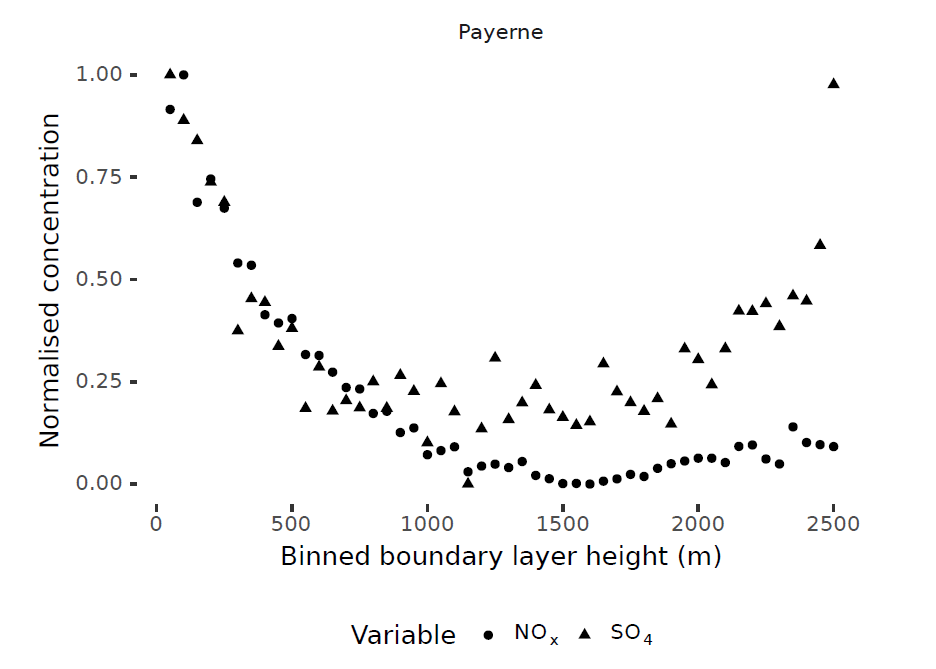 Payerne
Normalised concentration
1.00
0.75
0.50
0.25
0.00
0 500 1000 1500 2000 2500
Binned boundary layer height (m)
Variable NOₓ SO₄